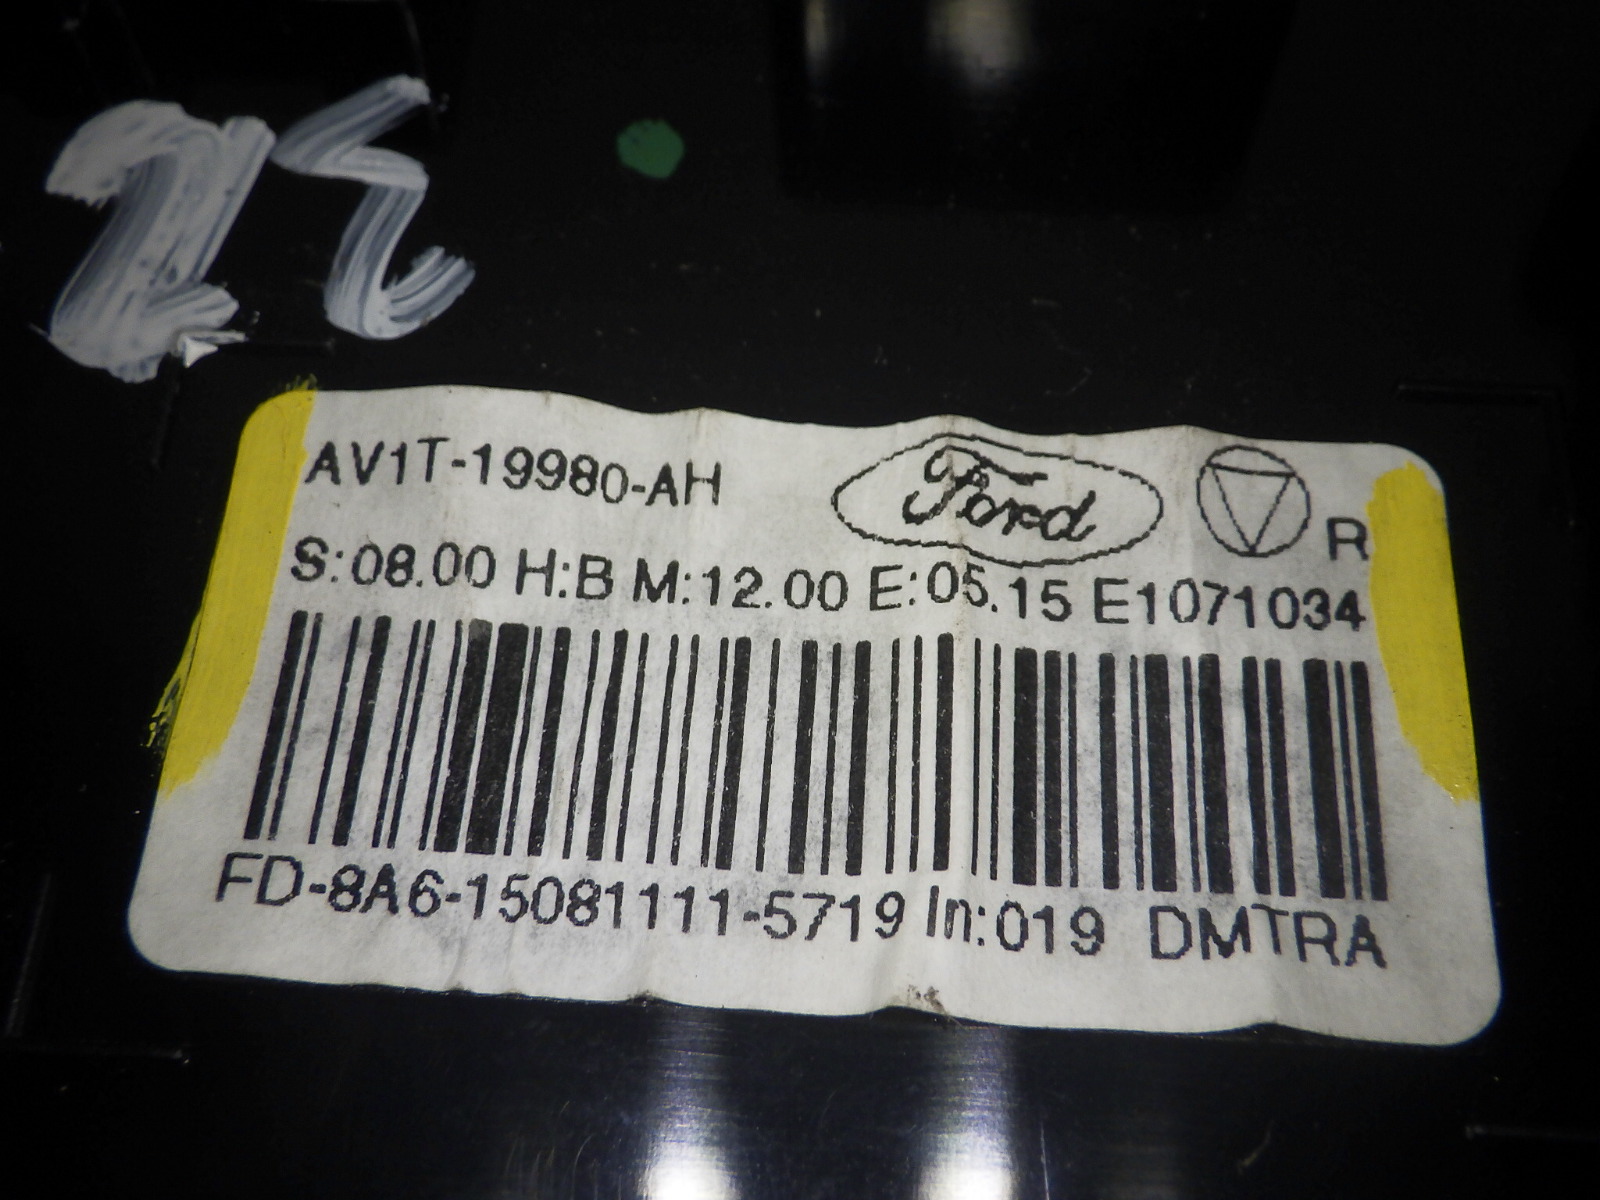 AV1T-19980-AH Ford R
S:08.00 H:B M:12.00 E:05.15 E1071034
FD-8A6-15081111-5719 In:019 DMTRA